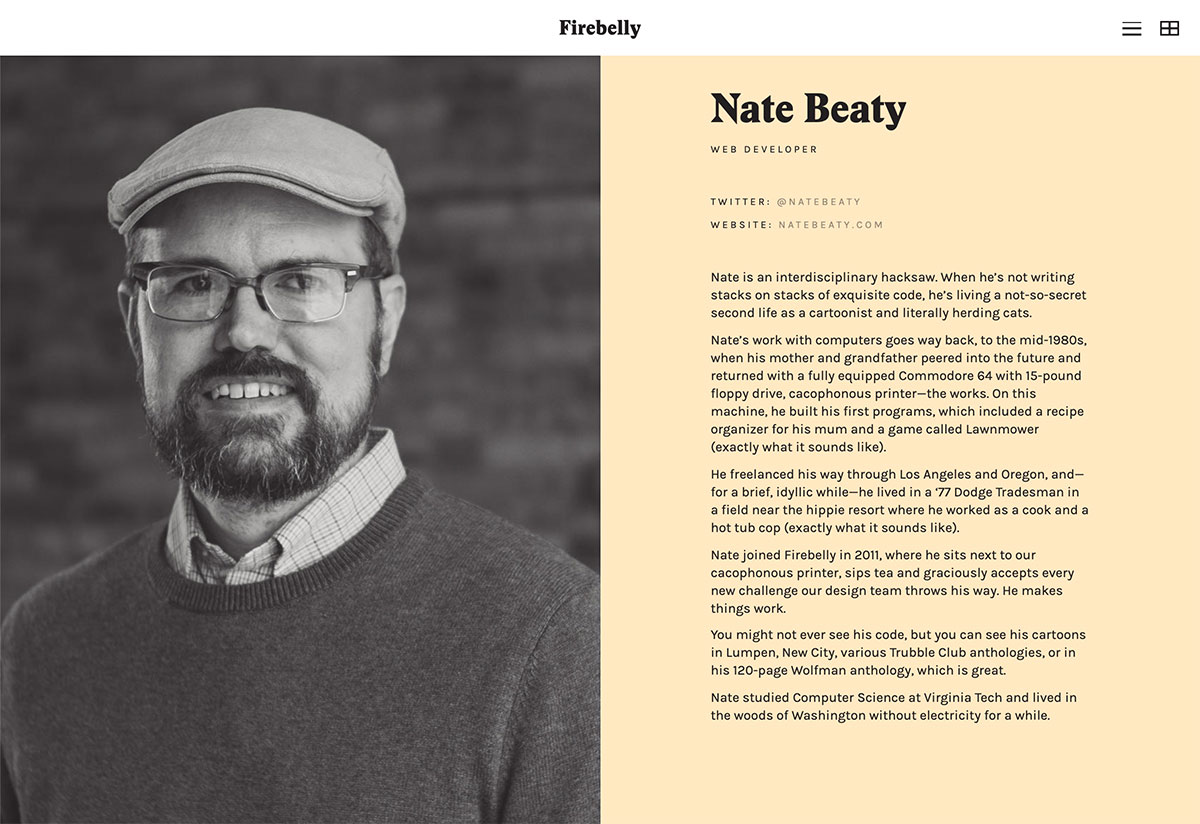 Firebelly
Nate Beaty
WEB DEVELOPER
TWITTER: @NATEBEATY
WEBSITE: NATEBEATY.COM
Nate is an interdisciplinary hacksaw. When he’s not writing
stacks on stacks of exquisite code, he’s living a not-so-secret
second life as a cartoonist and literally herding cats.
Nate’s work with computers goes way back, to the mid-1980s,
when his mother and grandfather peered into the future and
returned with a fully equipped Commodore 64 with 15-pound
floppy drive, cacophonous printer—the works. On this
machine, he built his first programs, which included a recipe
organizer for his mum and a game called Lawnmower
(exactly what it sounds like).
He freelanced his way through Los Angeles and Oregon, and—
for a brief, idyllic while—he lived in a ‘77 Dodge Tradesman in
a field near the hippie resort where he worked as a cook and a
hot tub cop (exactly what it sounds like).
Nate joined Firebelly in 2011, where he sits next to our
cacophonous printer, sips tea and graciously accepts every
new challenge our design team throws his way. He makes
things work.
You might not ever see his code, but you can see his cartoons
in Lumpen, New City, various Trubble Club anthologies, or in
his 120-page Wolfman anthology, which is great.
Nate studied Computer Science at Virginia Tech and lived in
the woods of Washington without electricity for a while.